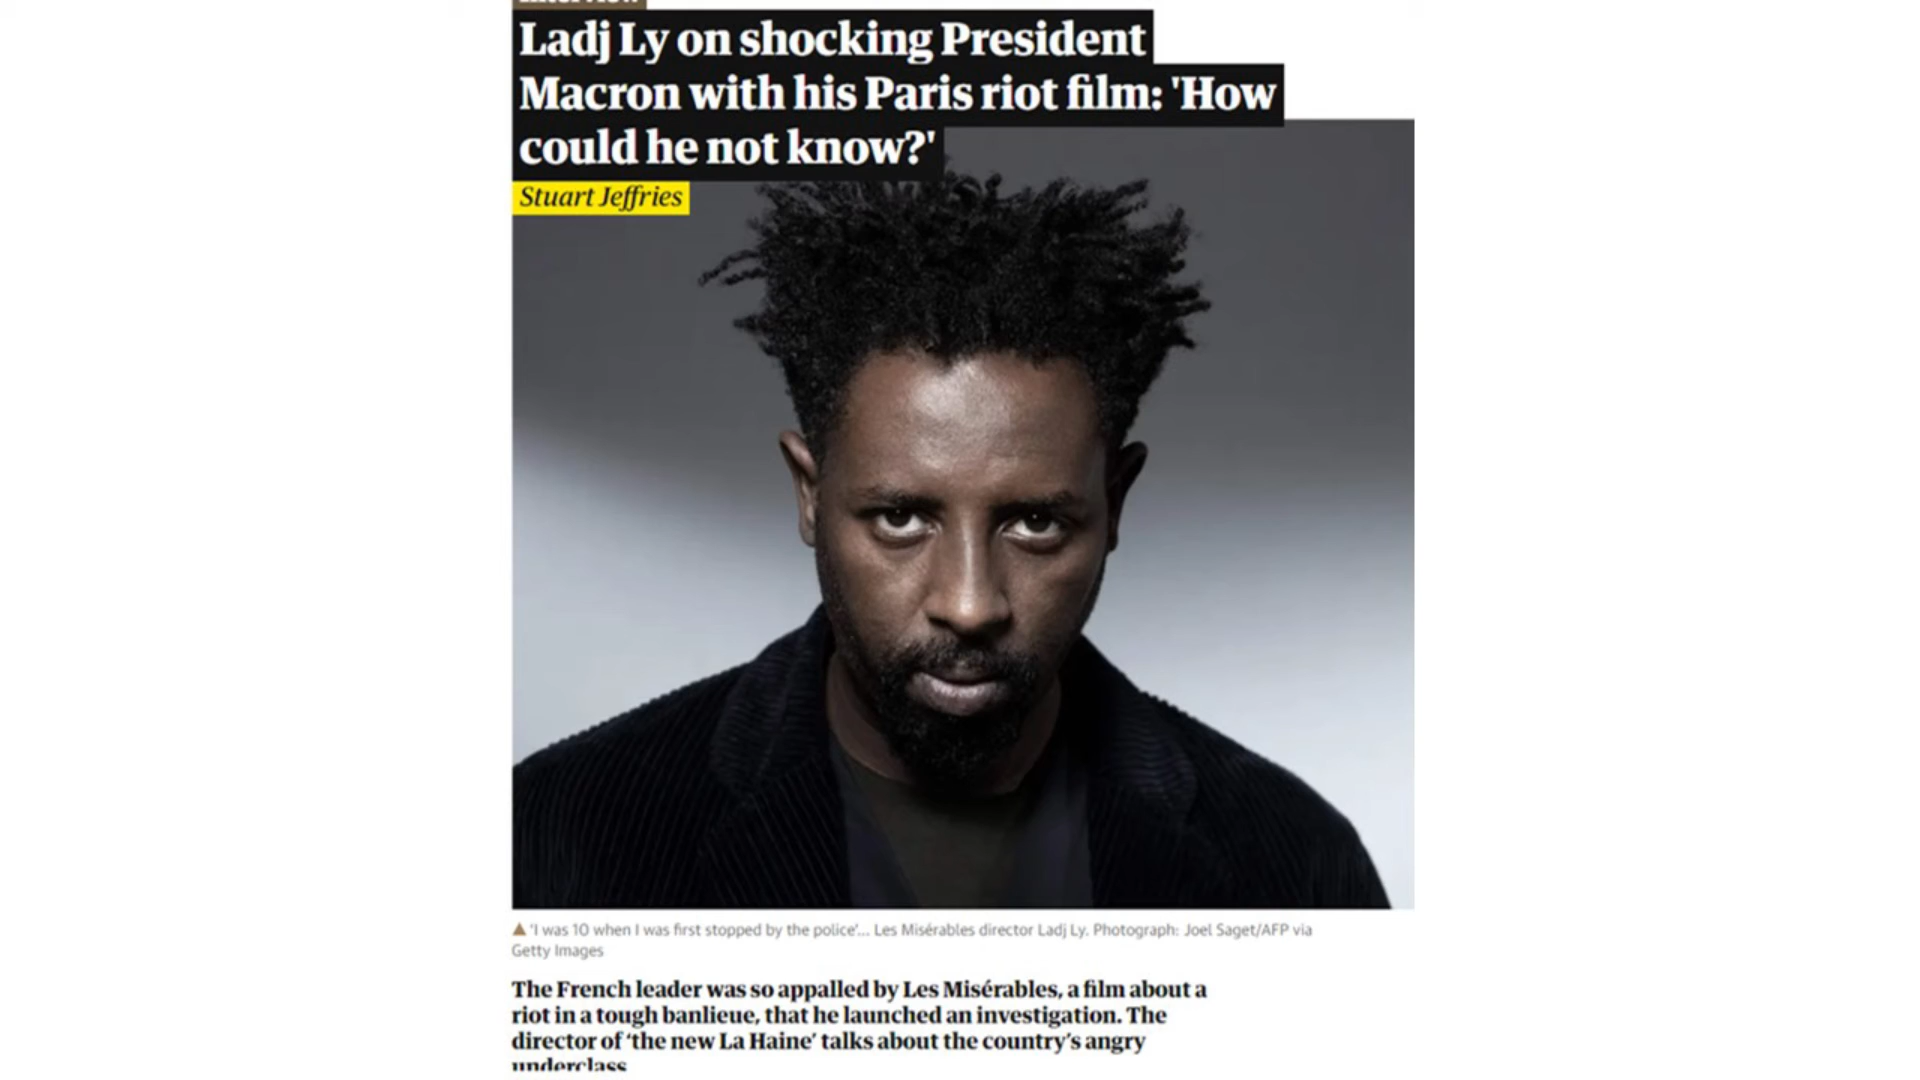 Interview
Ladj Ly on shocking President
Macron with his Paris riot film: 'How
could he not know?'
Stuart Jeffries
▲ 'I was 10 when I was first stopped by the police'... Les Misérables director Ladj Ly. Photograph: Joel Saget/AFP via
Getty Images
The French leader was so appalled by Les Misérables, a film about a
riot in a tough banlieue, that he launched an investigation. The
director of ‘the new La Haine’ talks about the country’s angry
underclass